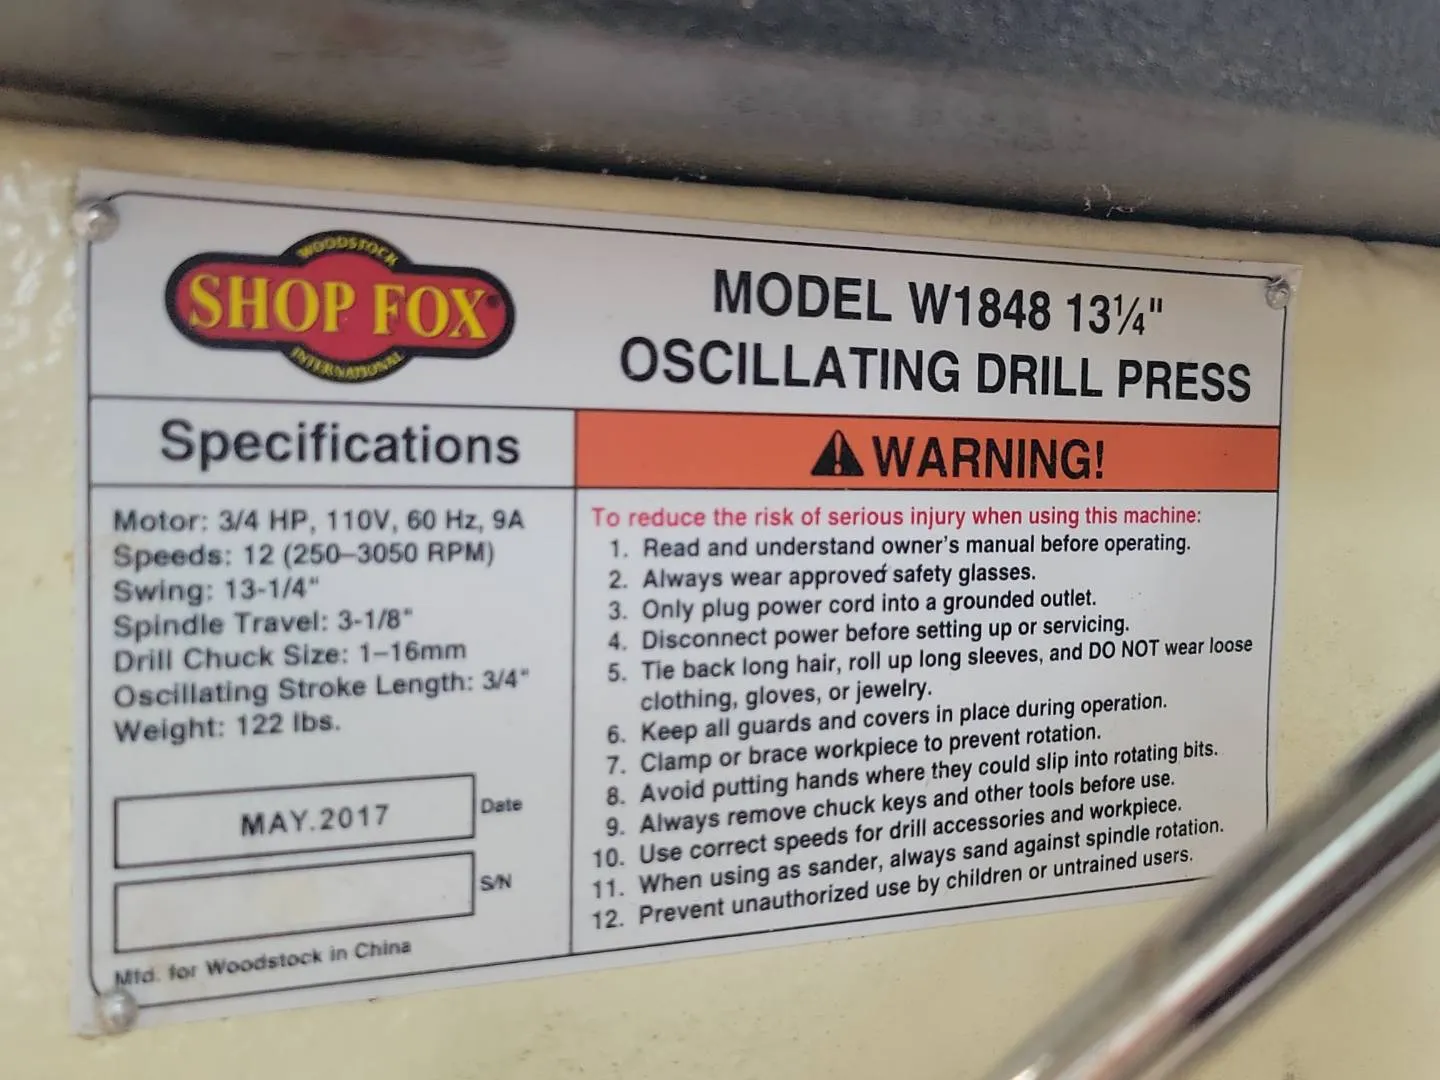 WOODSTOCK
SHOP FOX®
INTERNATIONAL
MODEL W1848 13¼"
OSCILLATING DRILL PRESS
Specifications
Motor: 3/4 HP, 110V, 60 Hz, 9A
Speeds: 12 (250–3050 RPM)
Swing: 13-1/4"
Spindle Travel: 3-1/8"
Drill Chuck Size: 1–16mm
Oscillating Stroke Length: 3/4"
Weight: 122 lbs.
MAY.2017 Date
S/N
Mfd. for Woodstock in China
WARNING!
To reduce the risk of serious injury when using this machine:
1. Read and understand owner's manual before operating.
2. Always wear approved safety glasses.
3. Only plug power cord into a grounded outlet.
4. Disconnect power before setting up or servicing.
5. Tie back long hair, roll up long sleeves, and DO NOT wear loose
clothing, gloves, or jewelry.
6. Keep all guards and covers in place during operation.
7. Clamp or brace workpiece to prevent rotation.
8. Avoid putting hands where they could slip into rotating bits.
9. Always remove chuck keys and other tools before use.
10. Use correct speeds for drill accessories and workpiece.
11. When using as sander, always sand against spindle rotation.
12. Prevent unauthorized use by children or untrained users.